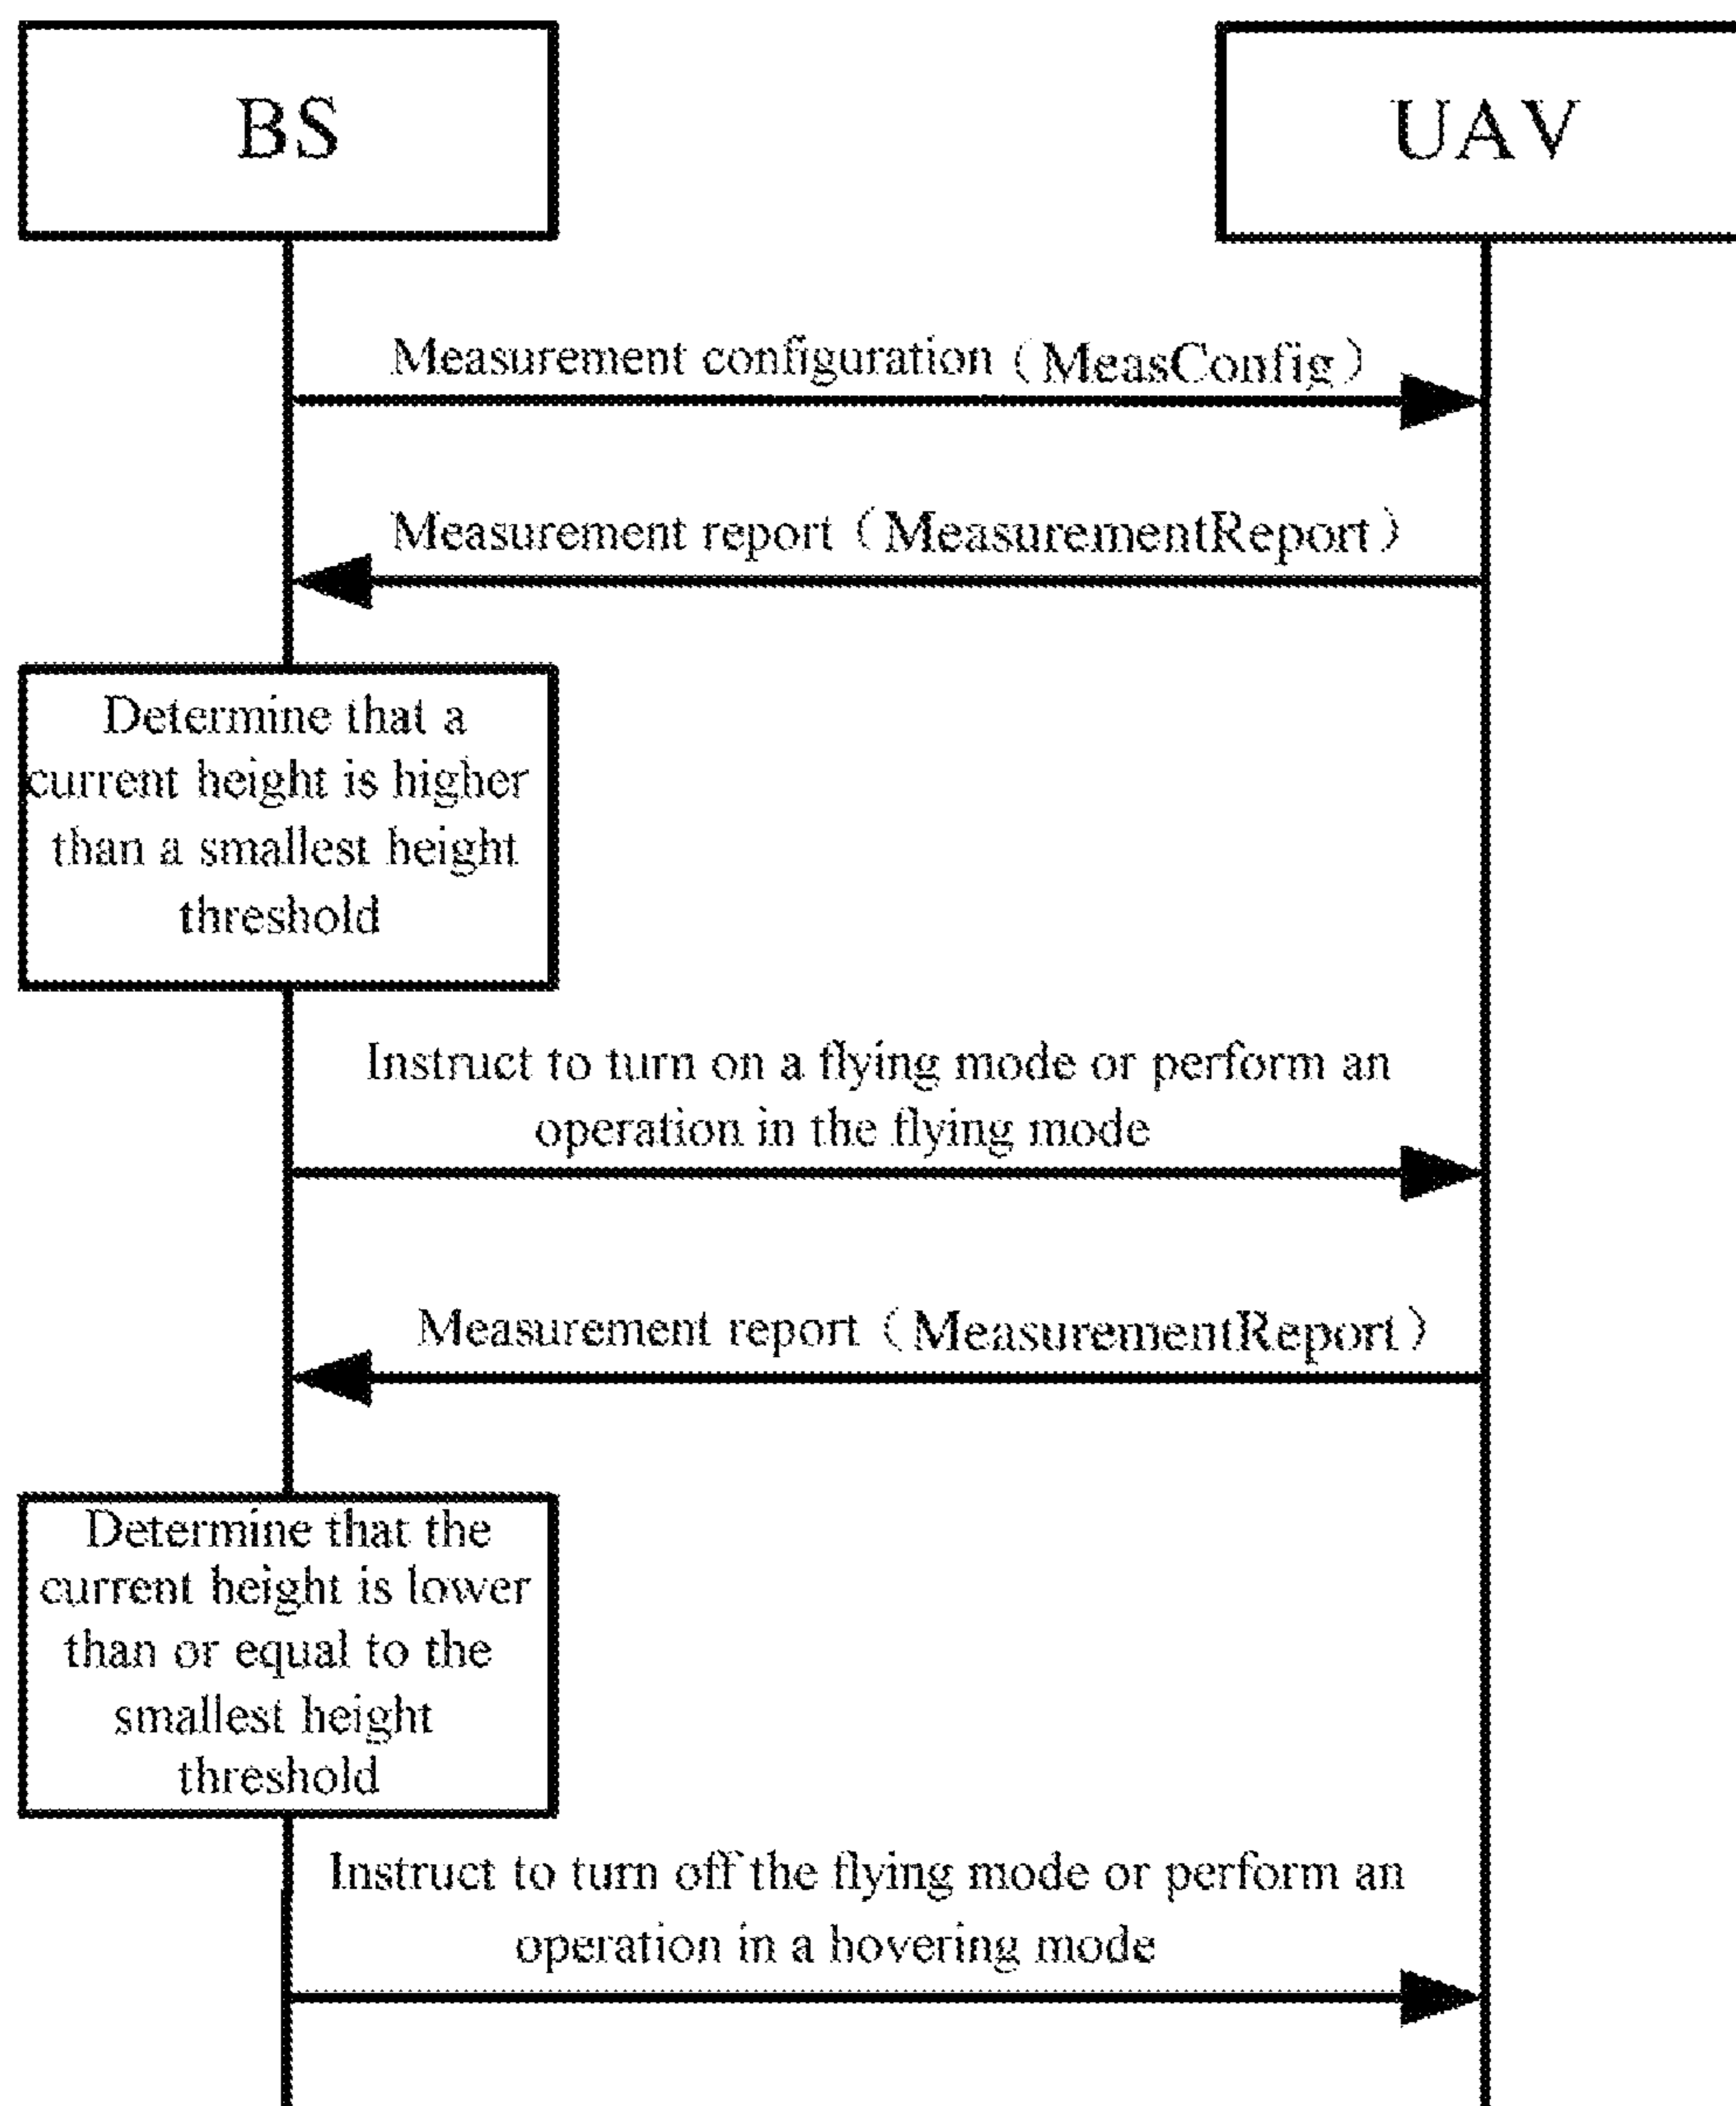 BS
UAV
Measurement configuration（MeasConfig）
Measurement report（MeasurementReport）
Determine that a
current height is higher
than a smallest height
threshold
Instruct to turn on a flying mode or perform an
operation in the flying mode
Measurement report（MeasurementReport）
Determine that the
current height is lower
than or equal to the
smallest height
threshold
Instruct to turn off the flying mode or perform an
operation in a hovering mode